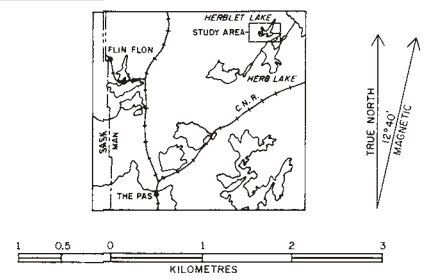 HERBLET LAKE
STUDY AREA
FLIN FLON
HERB LAKE
C.N.R.
SASK
MAN
THE PAS
TRUE NORTH
12°40'
MAGNETIC
1 0.5 0 1 2 3
KILOMETRES